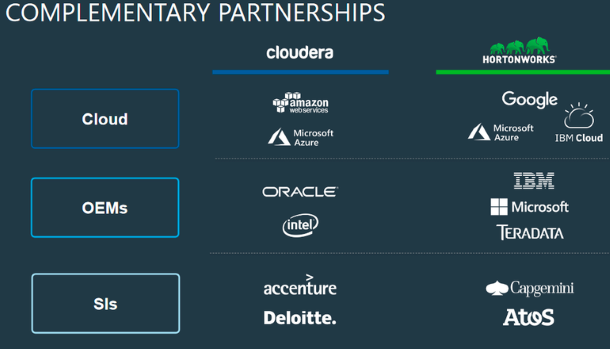 COMPLEMENTARY PARTNERSHIPS
cloudera
HORTONWORKS
Cloud
amazon
webservices
Microsoft
Azure
Google
Microsoft
Azure
IBM Cloud
OEMs
ORACLE
intel
IBM
Microsoft
TERADATA
SIs
accenture
Deloitte.
Capgemini
AtoS